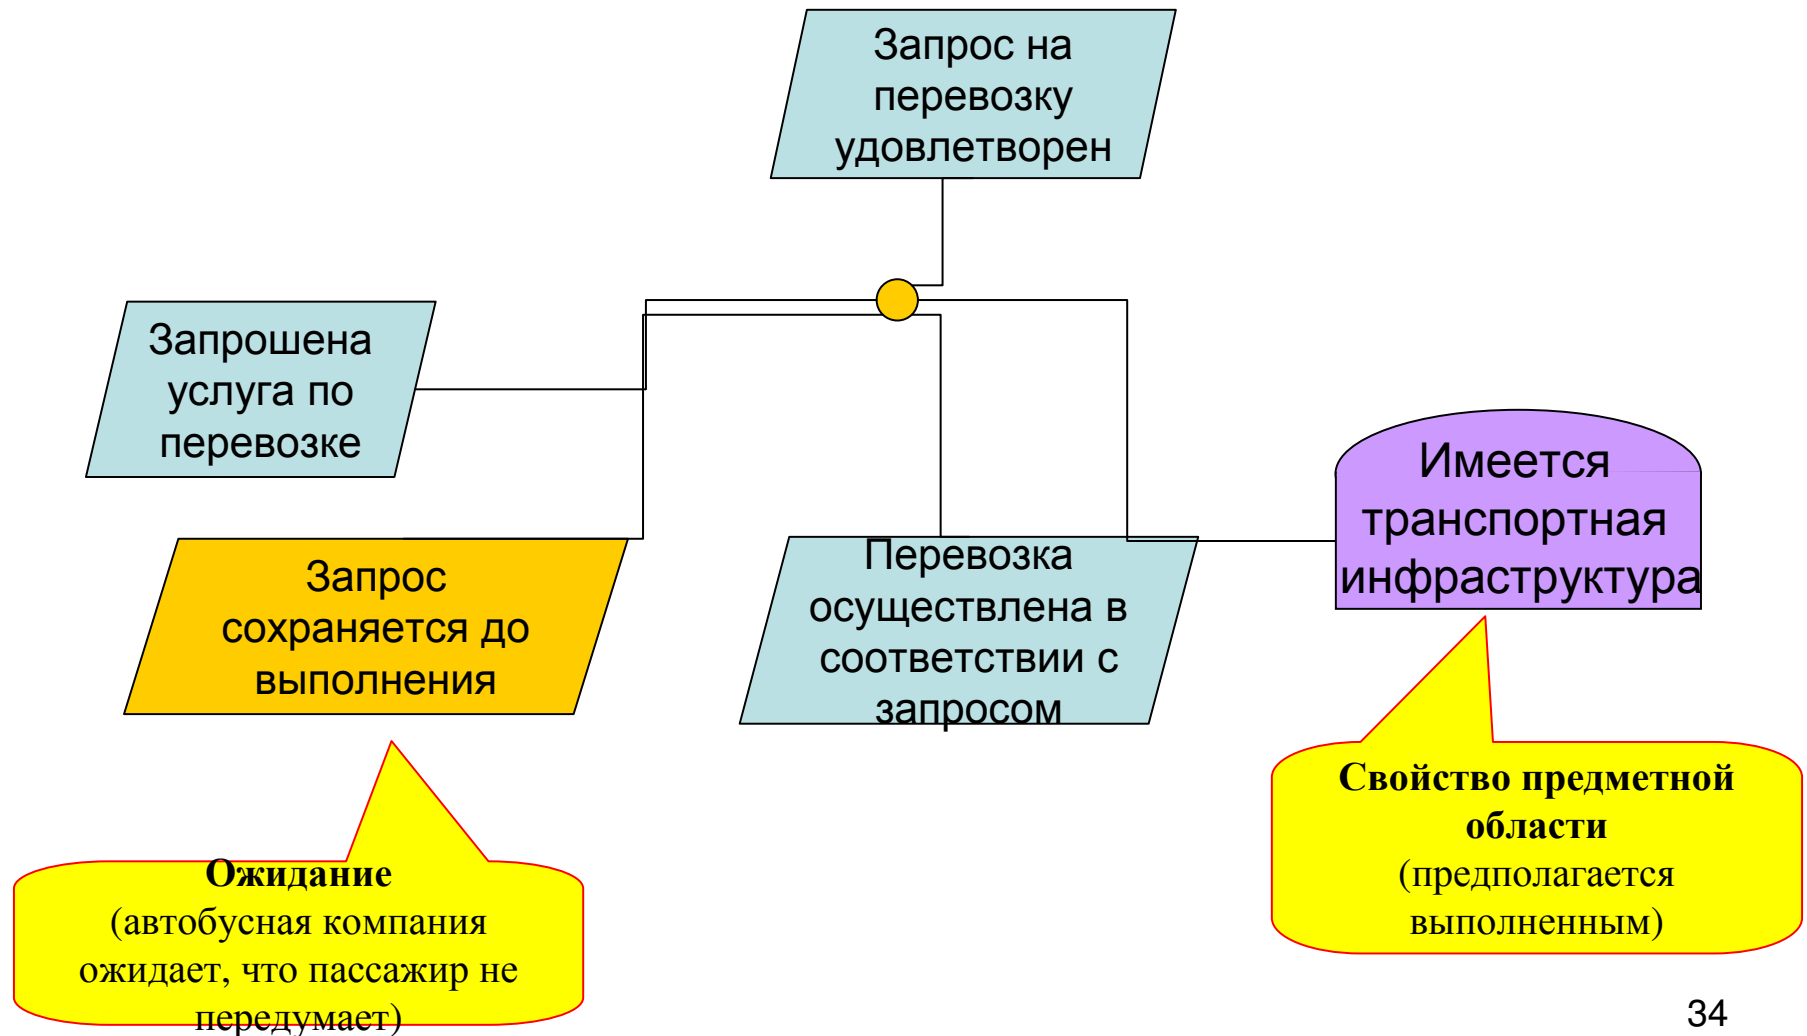 Запрос на
перевозку
удовлетворен
Запрошена
услуга по
перевозке
Запрос
сохраняется до
выполнения
Перевозка
осуществлена в
соответствии с
запросом
Имеется
транспортная
инфраструктура
Ожидание
(автобусная компания
ожидает, что пассажир не
передумает)
Свойство предметной
области
(предполагается
выполненным)
34